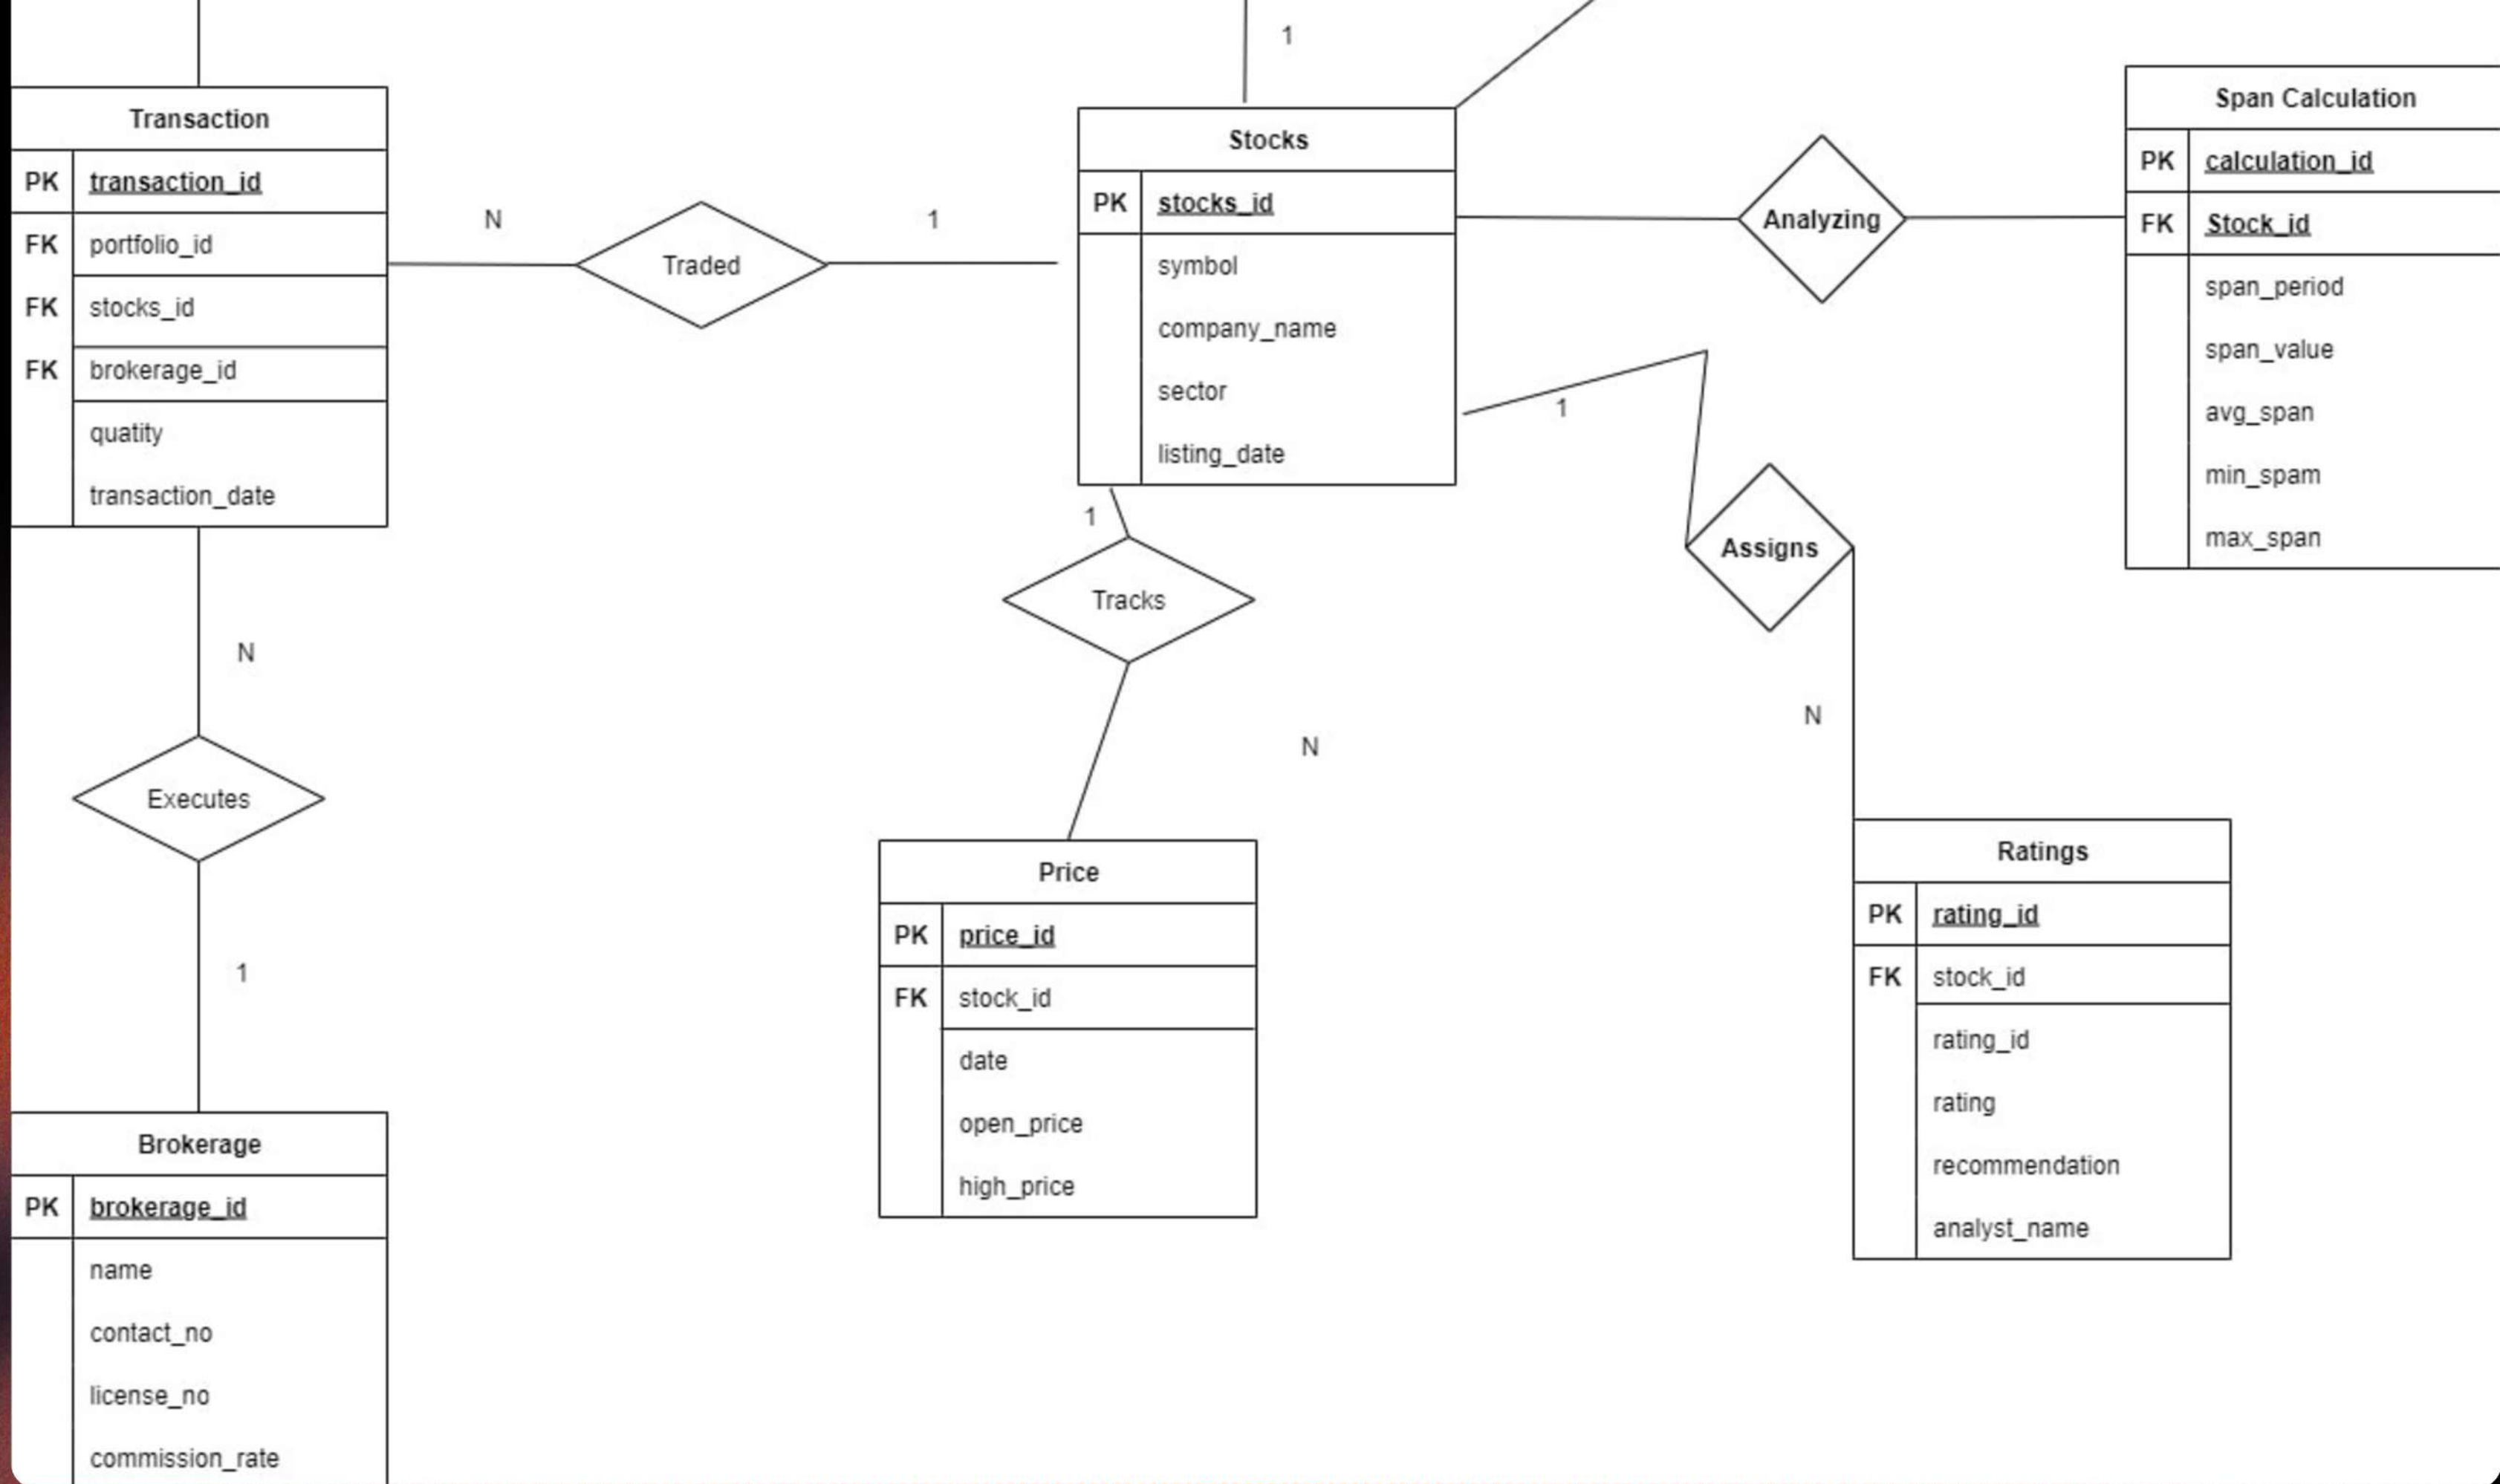 1
Transaction
PK transaction_id
FK portfolio_id
FK stocks_id
FK brokerage_id
quatity
transaction_date
N
Traded
1
Stocks
PK stocks_id
symbol
company_name
sector
listing_date
Analyzing
Span Calculation
PK calculation_id
FK Stock_id
span_period
span_value
avg_span
min_spam
max_span
1
Assigns
N
1
Tracks
N
N
Executes
1
Price
PK price_id
FK stock_id
date
open_price
high_price
Ratings
PK rating_id
FK stock_id
rating_id
rating
recommendation
analyst_name
Brokerage
PK brokerage_id
name
contact_no
license_no
commission_rate